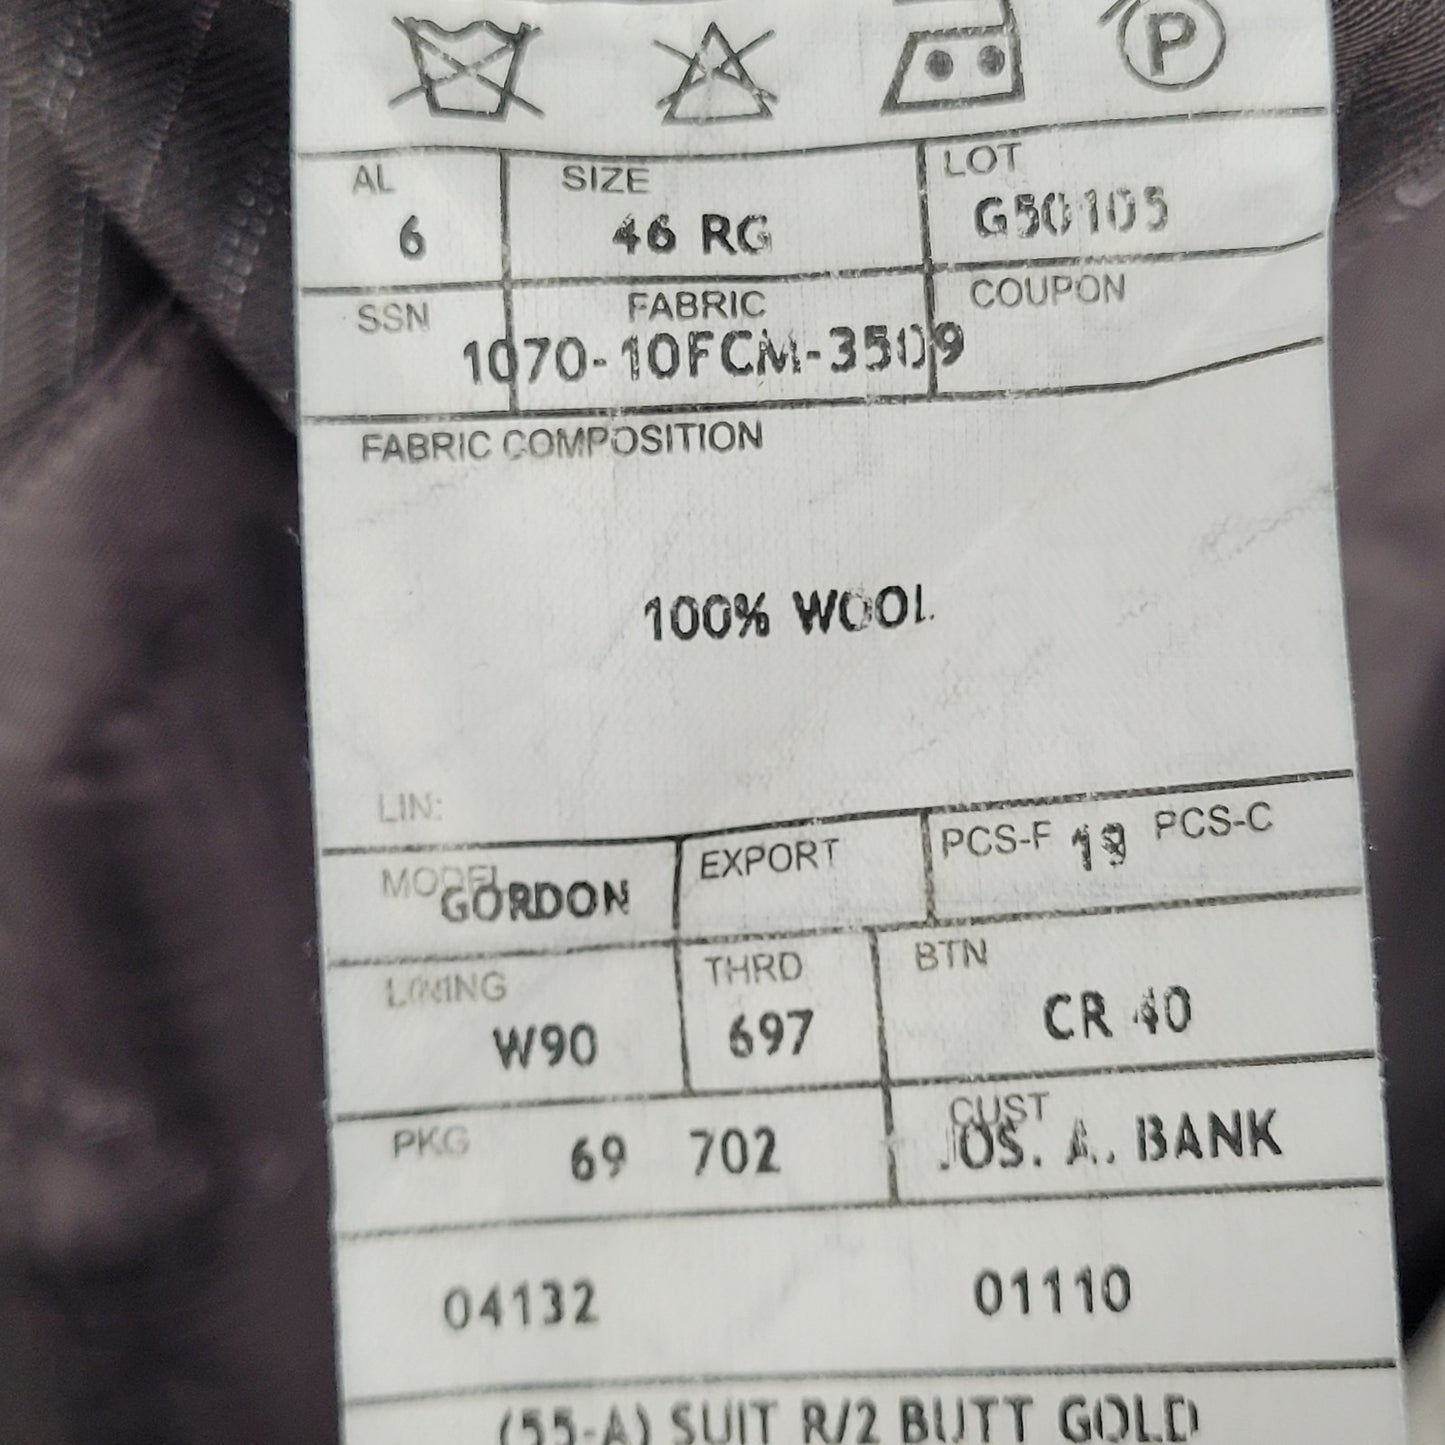 P
AL SIZE LOT
6 46 RG G50105
SSN FABRIC COUPON
1070-10FCM-3509
FABRIC COMPOSITION
100% WOOL
LIN:
MODEL EXPORT PCS-F PCS-C
GORDON
LINING THRD BTN
W90 697 CR 40
PKG 69 702 CUST
JOS. A. BANK
04132 01110
(55-A) SUIT R/2 BUTT GOLD